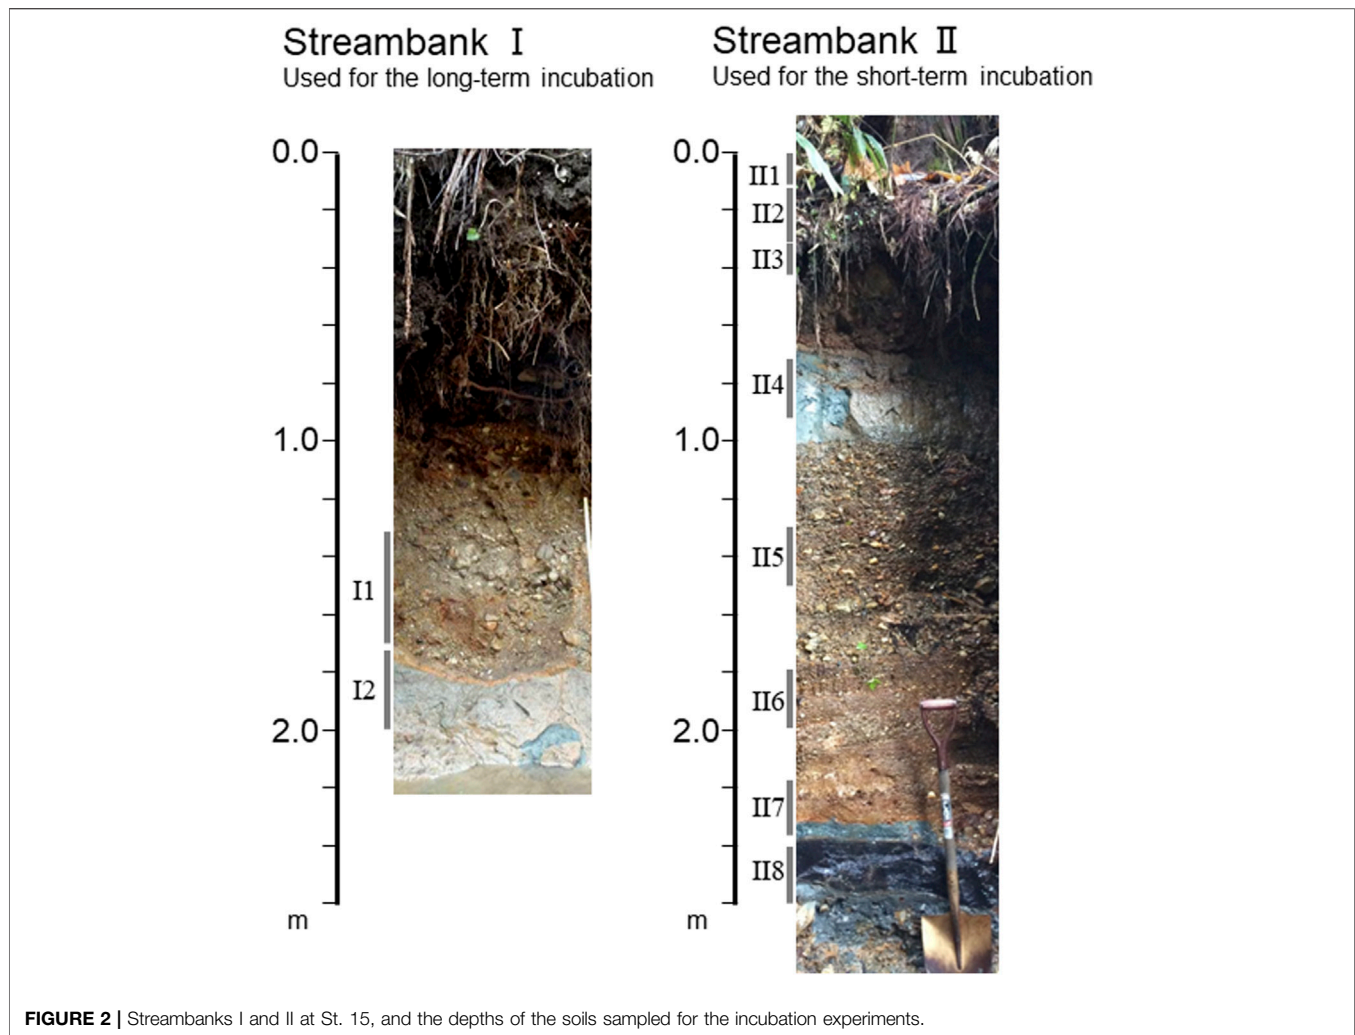 Streambank I
Used for the long-term incubation
0.0
1.0
I1
I2
2.0
m
Streambank II
Used for the short-term incubation
0.0
II1
II2
II3
II4
1.0
II5
II6
2.0
II7
II8
m
FIGURE 2 | Streambanks I and II at St. 15, and the depths of the soils sampled for the incubation experiments.